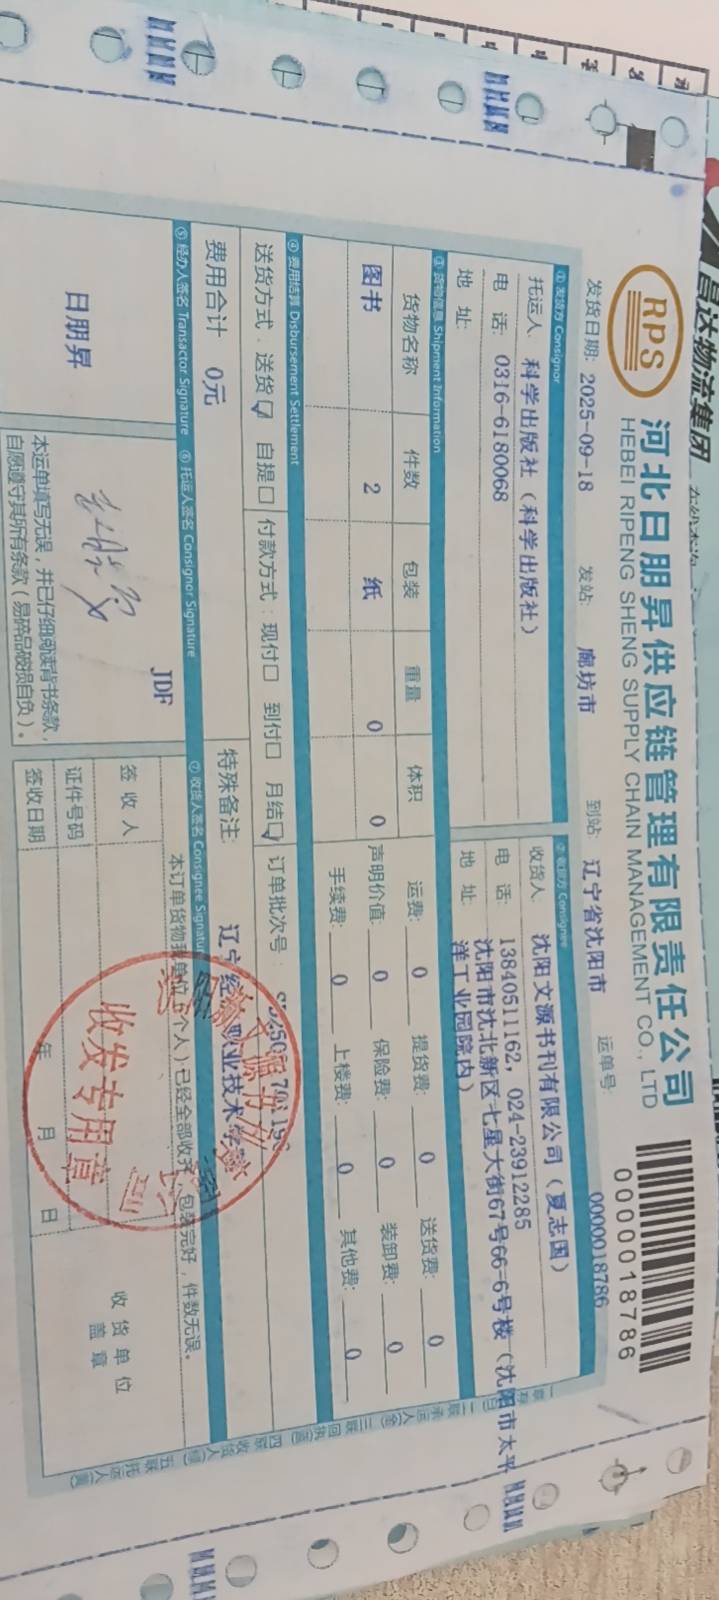 昌达物流集团
RPS
河北日朋昇供应链管理有限责任公司
HEBEI RIPENG SHENG SUPPLY CHAIN MANAGEMENT CO., LTD
0000018786
发货日期: 2025-09-18 发站: 廊坊市 到站: 辽宁省沈阳市 运单号: 0000018786
① 发货方 Consignor
托运人: 科学出版社（科学出版社）
电 话: 0316-6180068
地 址:
② 收货方 Consignee
收货人: 沈阳文源书刊有限公司（夏志国）
电 话: 13840511162, 024-23912285
地 址: 沈阳市沈北新区七星大街67号66-6号楼（沈阳市太平洋工业园院内）
③ 货物信息 Shipment Information
货物名称 件数 包装 重量 体积
图书 2 纸 0 0
运费: 0 提货费: 0 送货费: 0
声明价值: 0 保险费: 0 装卸费: 0
手续费: 0 上楼费: 0 其他费: 0
④ 费用结算 Disbursement Settlement
送货方式: 送货☑ 自提□ 付款方式: 现付□ 到付□ 月结☑ 订单批次号:
费用合计 0元 特殊备注: 职业技术学
⑤ 经办人签名 Transactor Signature ⑥ 托运人签名 Consignor Signature ⑦ 收货人签名 Consignee Signature
日朋昇
JDF
本运单填写无误，并已仔细阅读背书条款，
自愿遵守其所有条款（易碎品破损自负）。
本订单货物我单位（个人）已经全部收齐，包装完好，件数无误。
签 收 人
证件号码
签收日期 年 月 日
收货单位
盖 章
收发专用章